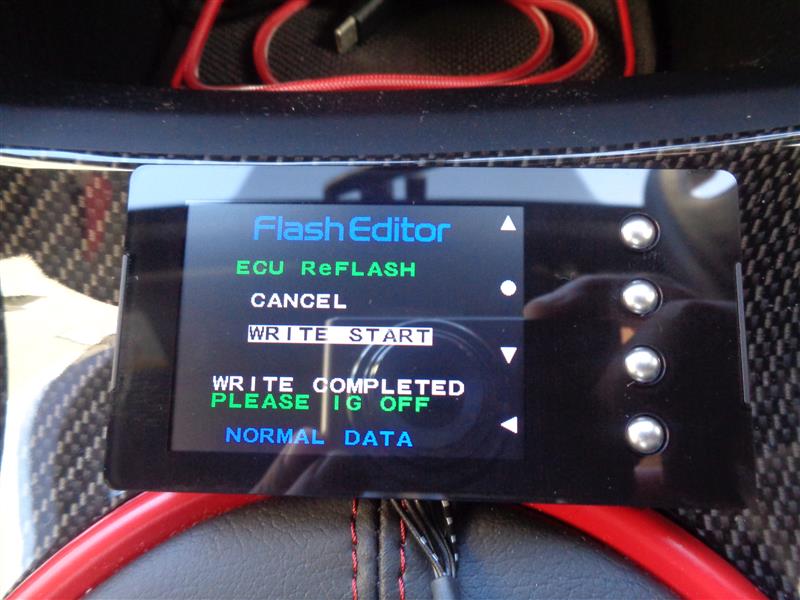 Flash Editor
ECU ReFLASH
CANCEL
WRITE START
WRITE COMPLETED
PLEASE IG OFF
NORMAL DATA